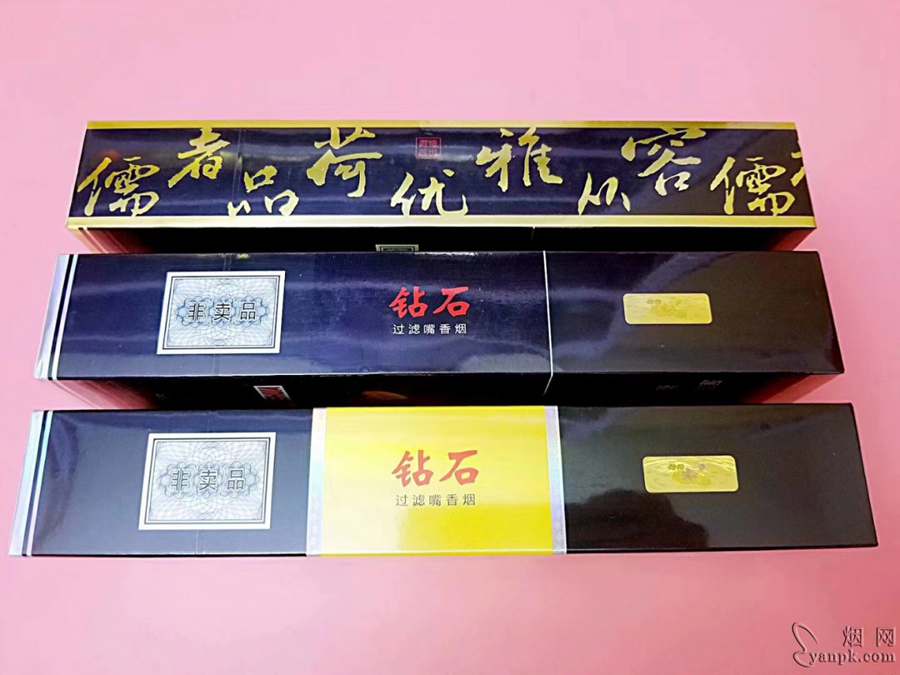 儒者品荷优雅从容儒
非卖品
钻石
过滤嘴香烟
非卖品
钻石
过滤嘴香烟
烟网
yanpk.com